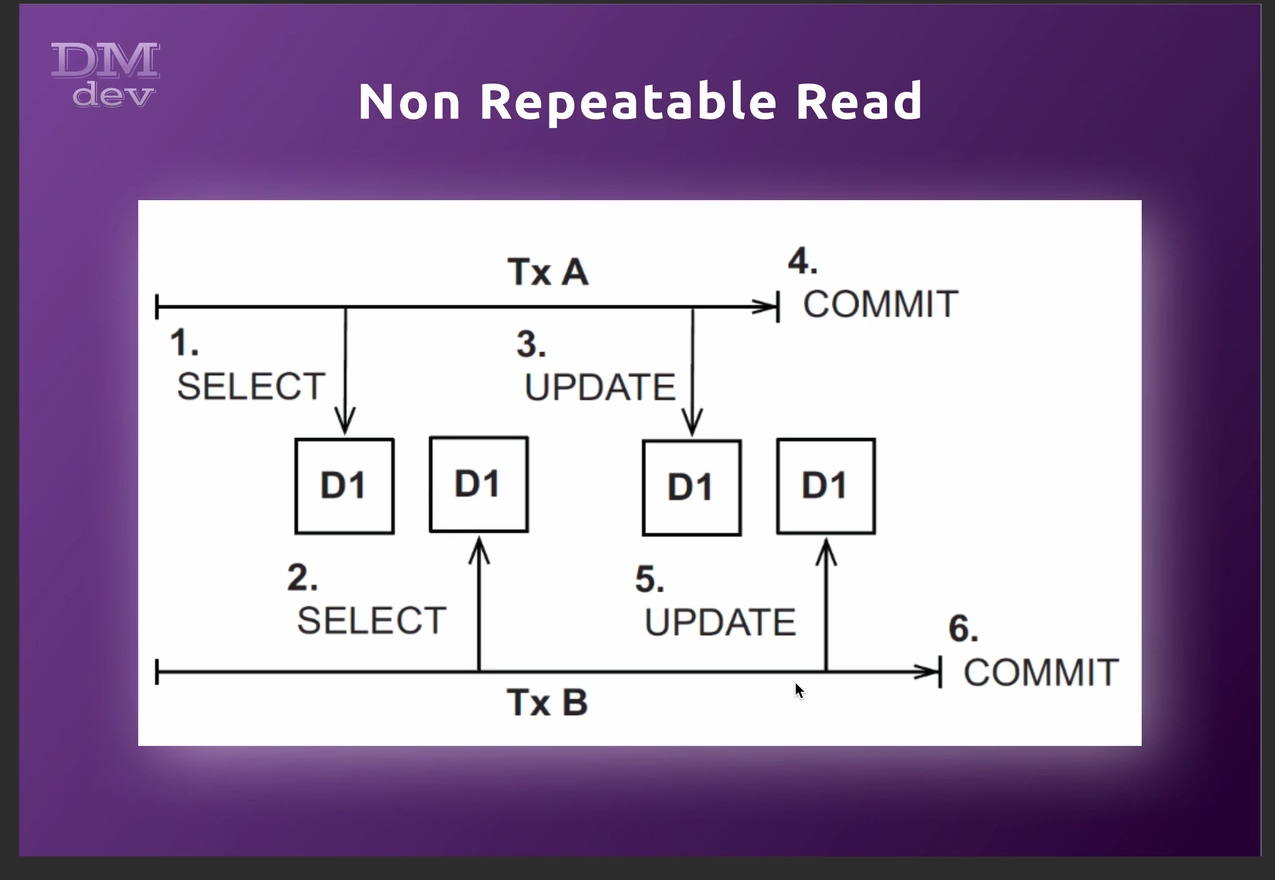 DM
dev
Non Repeatable Read
Tx A
4.
COMMIT
1.
SELECT
3.
UPDATE
D1
D1
D1
D1
2.
SELECT
5.
UPDATE
6.
COMMIT
Tx B